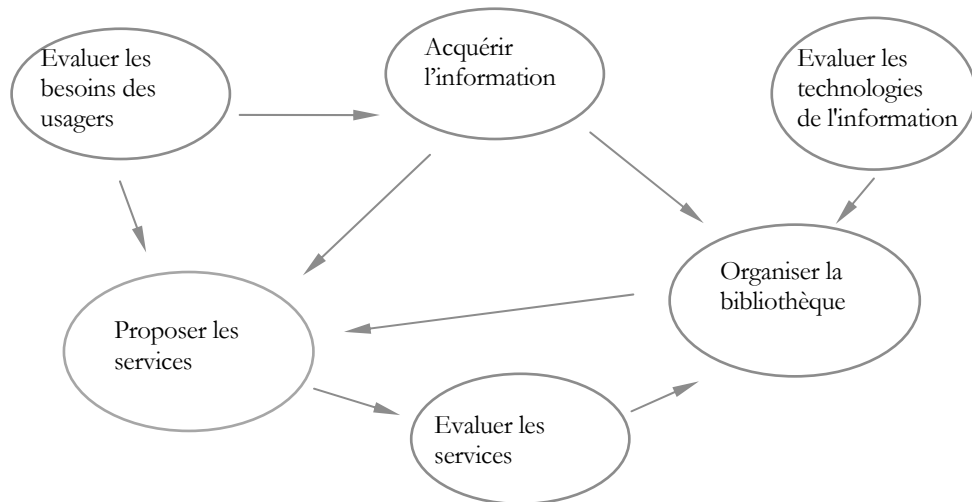 Evaluer les
besoins des
usagers
Acquérir
l’information
Evaluer les
technologies
de l'information
Organiser la
bibliothèque
Proposer les
services
Evaluer les
services